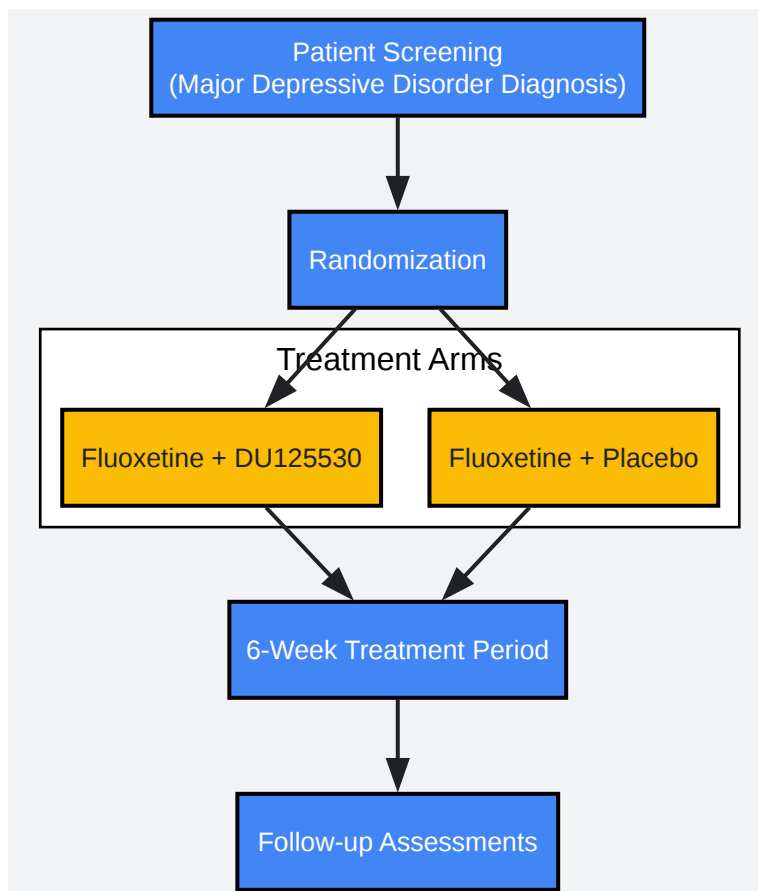 Patient Screening
(Major Depressive Disorder Diagnosis)
Randomization
Treatment Arms
Fluoxetine + DU125530
Fluoxetine + Placebo
6-Week Treatment Period
Follow-up Assessments